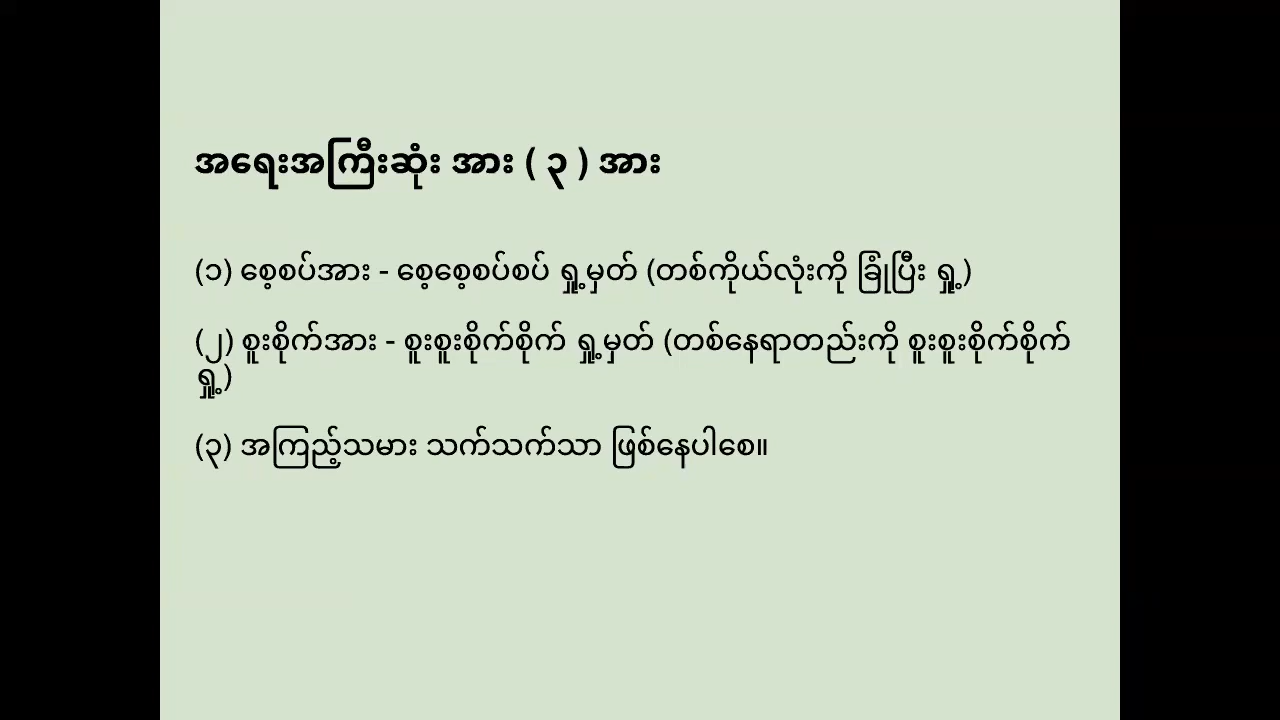 အရေးအကြီးဆုံး အား ( ၃ ) အား
(၁) စေ့စပ်အား - စေ့စေ့စပ်စပ် ရှု့မှတ် (တစ်ကိုယ်လုံးကို ခြုံပြီး ရှု့)
(၂) စူးစိုက်အား - စူးစူးစိုက်စိုက် ရှု့မှတ် (တစ်နေရာတည်းကို စူးစူးစိုက်စိုက်
ရှု့)
(၃) အကြည့်သမား သက်သက်သာ ဖြစ်နေပါစေ။